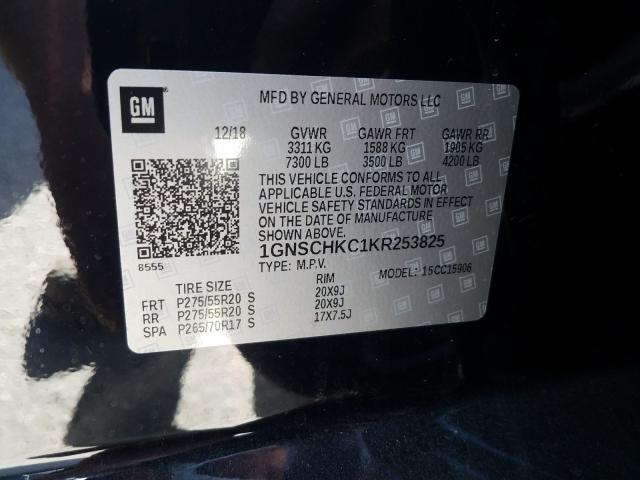 GM
MFD BY GENERAL MOTORS LLC
12/18 GVWR GAWR FRT GAWR RR
3311 KG 1588 KG 1905 KG
7300 LB 3500 LB 4200 LB
THIS VEHICLE CONFORMS TO ALL
APPLICABLE U.S. FEDERAL MOTOR
VEHICLE SAFETY STANDARDS IN EFFECT
ON THE DATE OF MANUFACTURE
SHOWN ABOVE.
1GNSCHKC1KR253825
8555
TYPE: M.P.V. MODEL: 15CC15906
TIRE SIZE RIM
FRT P275/55R20 S 20X9J
RR P275/55R20 S 20X9J
SPA P265/70R17 S 17X7.5J